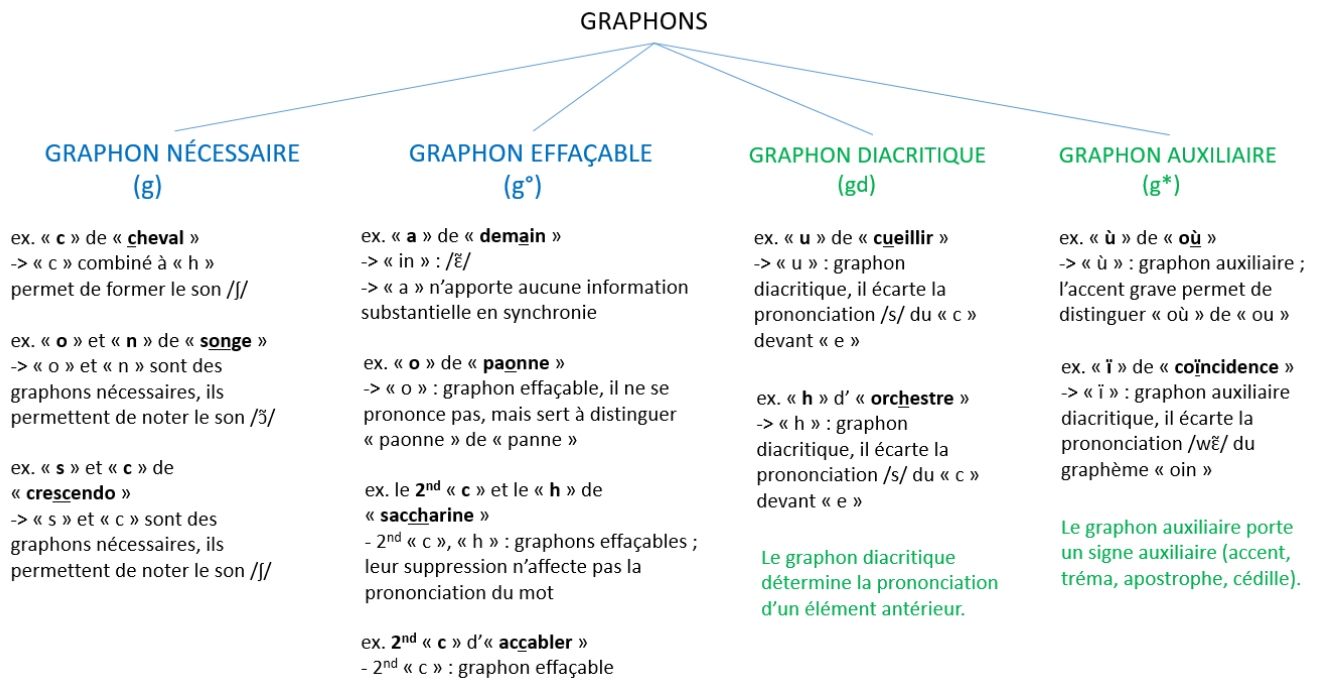 GRAPHONS
GRAPHON NÉCESSAIRE
(g)
ex. « c » de « cheval »
-> « c » combiné à « h »
permet de former le son /ʃ/
ex. « o » et « n » de « songe »
-> « o » et « n » sont des
graphons nécessaires, ils
permettent de noter le son /ɔ̃/
ex. « s » et « c » de
« crescendo »
-> « s » et « c » sont des
graphons nécessaires, ils
permettent de noter le son /ʃ/
GRAPHON EFFAÇABLE
(g°)
ex. « a » de « demain »
-> « in » : /ɛ̃/
-> « a » n’apporte aucune information
substantielle en synchronie
ex. « o » de « paonne »
-> « o » : graphon effaçable, il ne se
prononce pas, mais sert à distinguer
« paonne » de « panne »
ex. le 2nd « c » et le « h » de
« saccharine »
- 2nd « c », « h » : graphons effaçables ;
leur suppression n’affecte pas la
prononciation du mot
ex. 2nd « c » d’« accabler »
- 2nd « c » : graphon effaçable
GRAPHON DIACRITIQUE
(gd)
ex. « u » de « cueillir »
-> « u » : graphon
diacritique, il écarte la
prononciation /s/ du « c »
devant « e »
ex. « h » d’ « orchestre »
-> « h » : graphon
diacritique, il écarte la
prononciation /s/ du « c »
devant « e »
Le graphon diacritique
détermine la prononciation
d’un élément antérieur.
GRAPHON AUXILIAIRE
(g*)
ex. « ù » de « où »
-> « ù » : graphon auxiliaire ;
l’accent grave permet de
distinguer « où » de « ou »
ex. « ï » de « coïncidence »
-> « ï » : graphon auxiliaire
diacritique, il écarte la
prononciation /wɛ̃/ du
graphème « oin »
Le graphon auxiliaire porte
un signe auxiliaire (accent,
tréma, apostrophe, cédille).